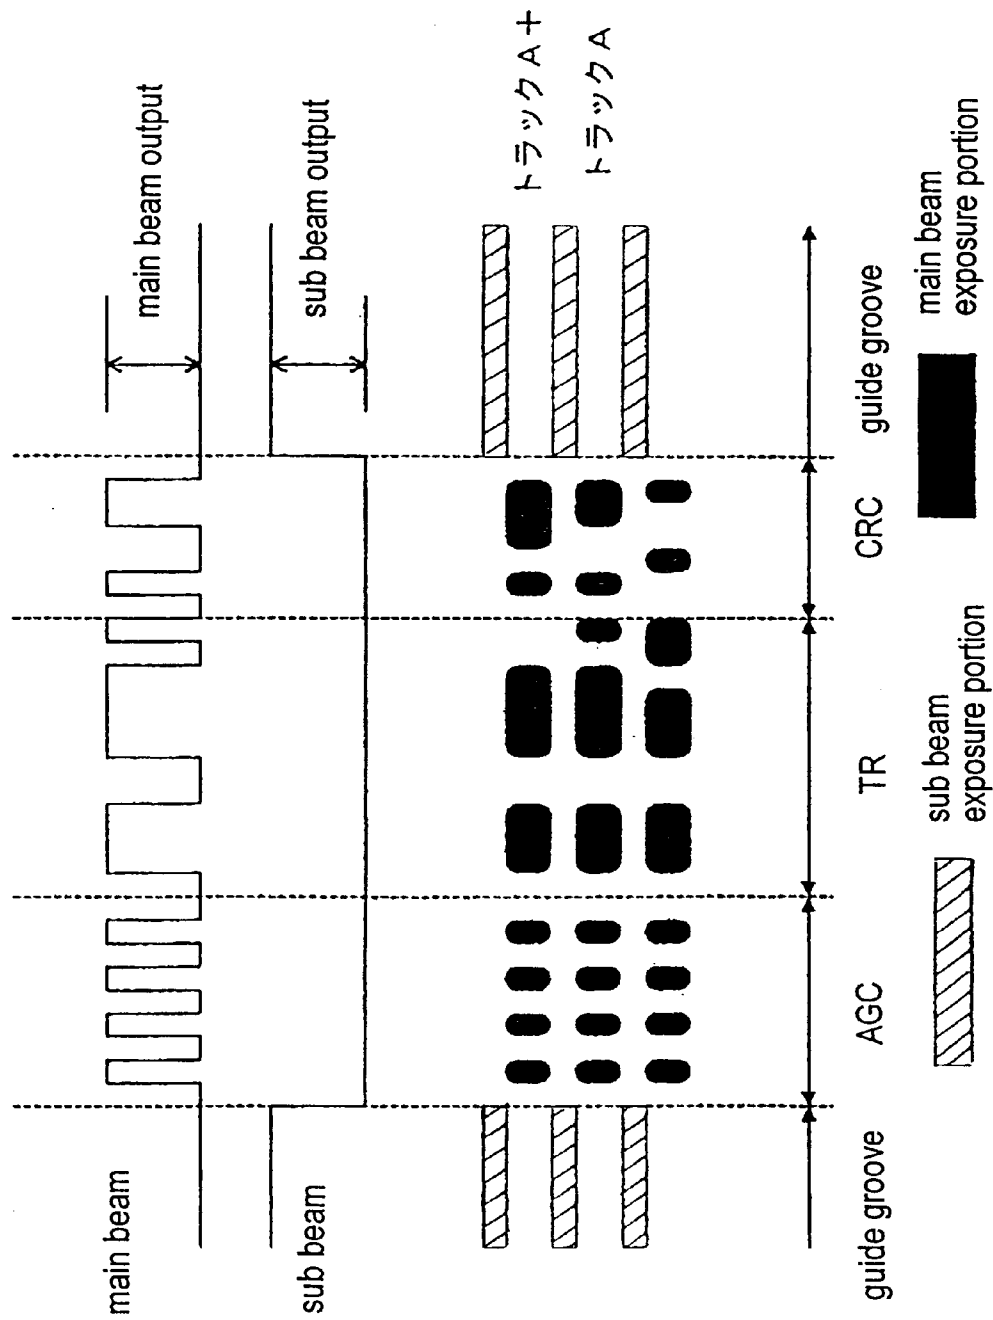 main beam
main beam output
sub beam
sub beam output
トラックA+
トラックA
guide groove
AGC
TR
CRC
guide groove
sub beam
exposure portion
main beam
exposure portion